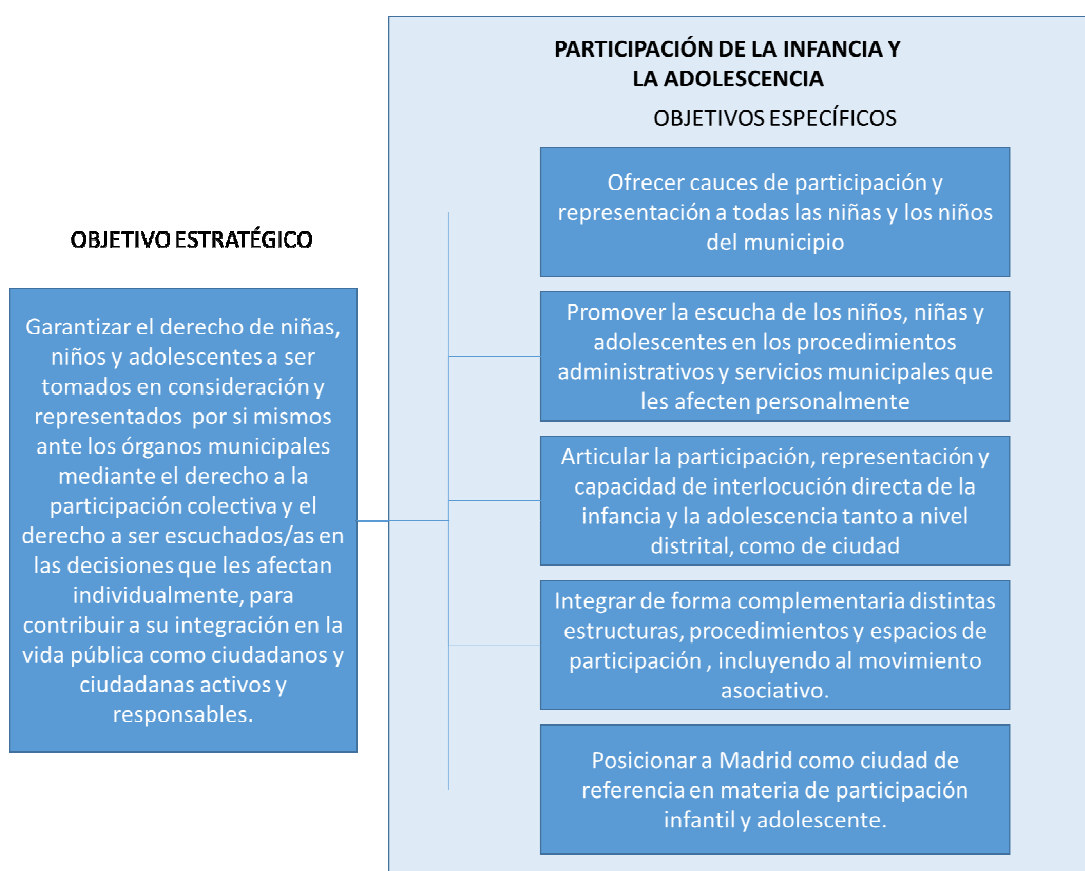 PARTICIPACIÓN DE LA INFANCIA Y
LA ADOLESCENCIA
OBJETIVOS ESPECÍFICOS
OBJETIVO ESTRATÉGICO
Garantizar el derecho de niñas,
niños y adolescentes a ser
tomados en consideración y
representados por si mismos
ante los órganos municipales
mediante el derecho a la
participación colectiva y el
derecho a ser escuchados/as en
las decisiones que les afectan
individualmente, para
contribuir a su integración en la
vida pública como ciudadanos y
ciudadanas activos y
responsables.
Ofrecer cauces de participación y
representación a todas las niñas y los niños
del municipio
Promover la escucha de los niños, niñas y
adolescentes en los procedimientos
administrativos y servicios municipales que
les afecten personalmente
Articular la participación, representación y
capacidad de interlocución directa de la
infancia y la adolescencia tanto a nivel
distrital, como de ciudad
Integrar de forma complementaria distintas
estructuras, procedimientos y espacios de
participación , incluyendo al movimiento
asociativo.
Posicionar a Madrid como ciudad de
referencia en materia de participación
infantil y adolescente.